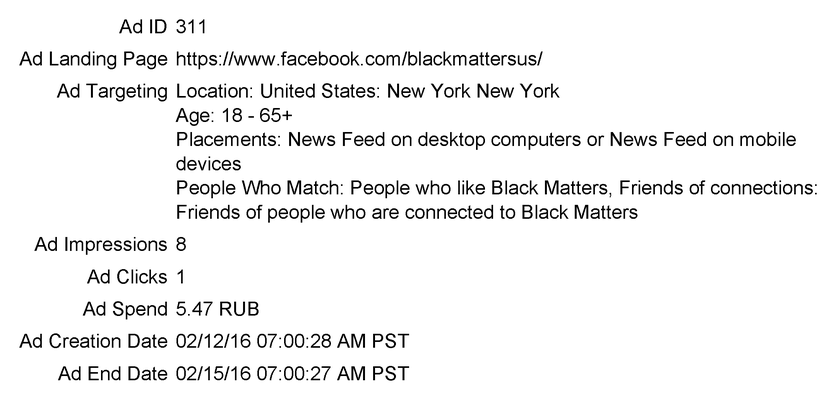 Ad ID 311
Ad Landing Page https://www.facebook.com/blackmattersus/
Ad Targeting Location: United States: New York New York
Age: 18 - 65+
Placements: News Feed on desktop computers or News Feed on mobile
devices
People Who Match: People who like Black Matters, Friends of connections:
Friends of people who are connected to Black Matters
Ad Impressions 8
Ad Clicks 1
Ad Spend 5.47 RUB
Ad Creation Date 02/12/16 07:00:28 AM PST
Ad End Date 02/15/16 07:00:27 AM PST